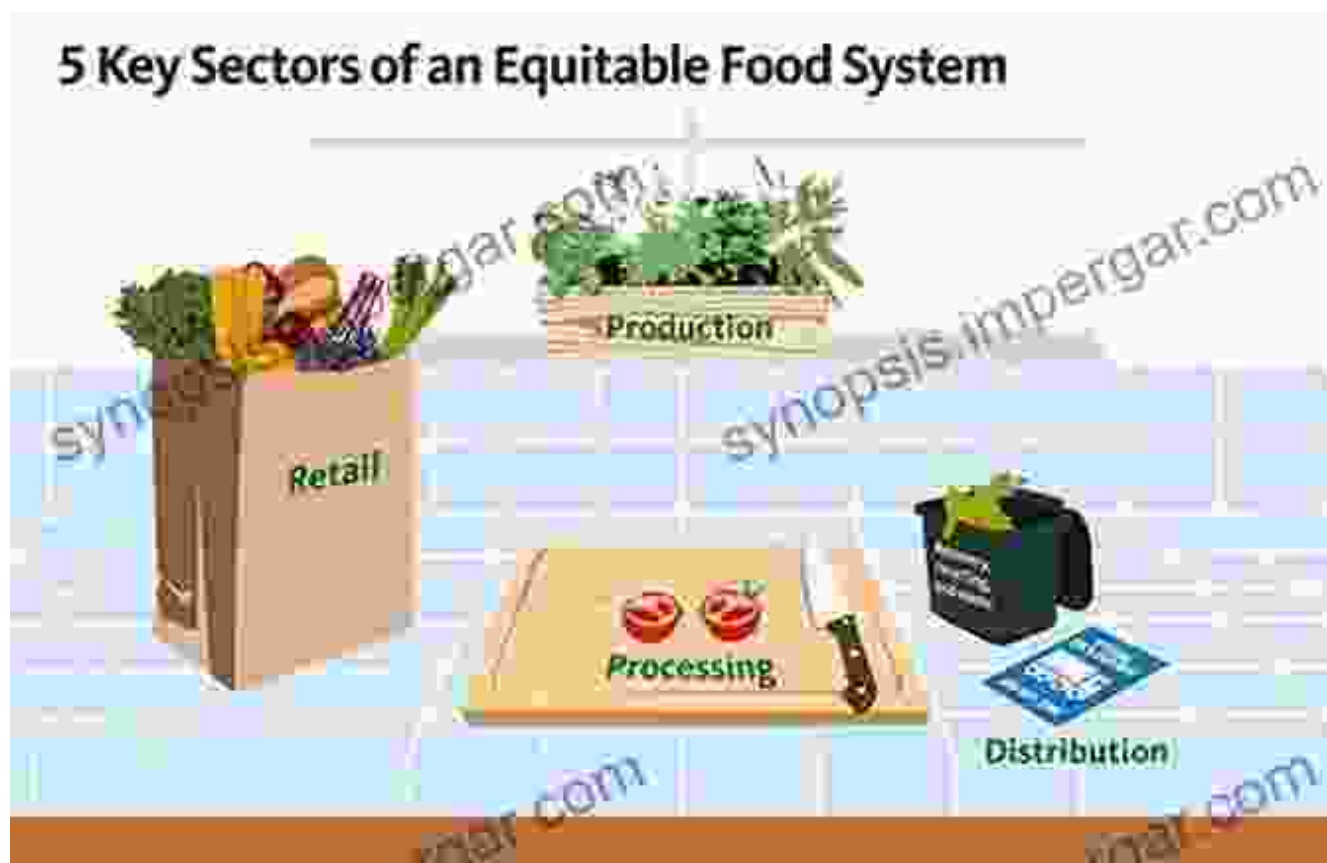 5 Key Sectors of an Equitable Food System
Production
Retail
Processing
Distribution
synopsis.impergar.com